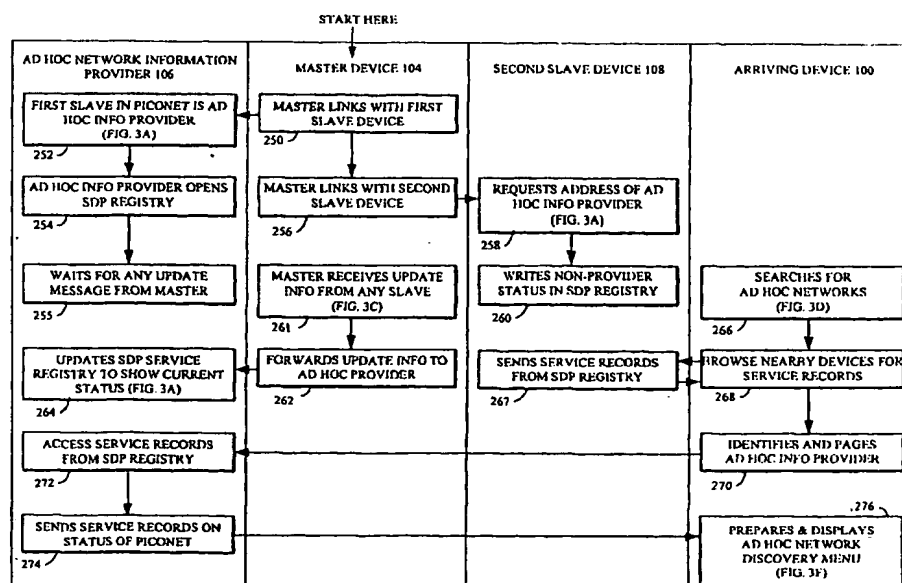 START HERE
AD HOC NETWORK INFORMATION
PROVIDER 106
FIRST SLAVE IN PICONET IS AD
HOC INFO PROVIDER
(FIG. 3A)
252
AD HOC INFO PROVIDER OPENS
SDP REGISTRY
254
WAITS FOR ANY UPDATE
MESSAGE FROM MASTER
255
UPDATES SDP SERVICE
REGISTRY TO SHOW CURRENT
STATUS (FIG. 3A)
264
ACCESS SERVICE RECORDS
FROM SDP REGISTRY
272
SENDS SERVICE RECORDS ON
STATUS OF PICONET
274
MASTER DEVICE 104
MASTER LINKS WITH FIRST
SLAVE DEVICE
250
MASTER LINKS WITH SECOND
SLAVE DEVICE
256
MASTER RECEIVES UPDATE
INFO FROM ANY SLAVE
(FIG. 3C)
261
FORWARDS UPDATE INFO TO
AD HOC PROVIDER
262
SECOND SLAVE DEVICE 108
REQUESTS ADDRESS OF AD
HOC INFO PROVIDER
(FIG. 3A)
258
WRITES NON-PROVIDER
STATUS IN SDP REGISTRY
260
SENDS SERVICE RECORDS
FROM SDP REGISTRY
267
ARRIVING DEVICE 100
SEARCHES FOR
AD HOC NETWORKS
(FIG. 3D)
266
BROWSE NEARBY DEVICES FOR
SERVICE RECORDS
268
IDENTIFIES AND PAGES
AD HOC INFO PROVIDER
270
276
PREPARES & DISPLAYS
AD HOC NETWORK
DISCOVERY MENU
(FIG. 3F)